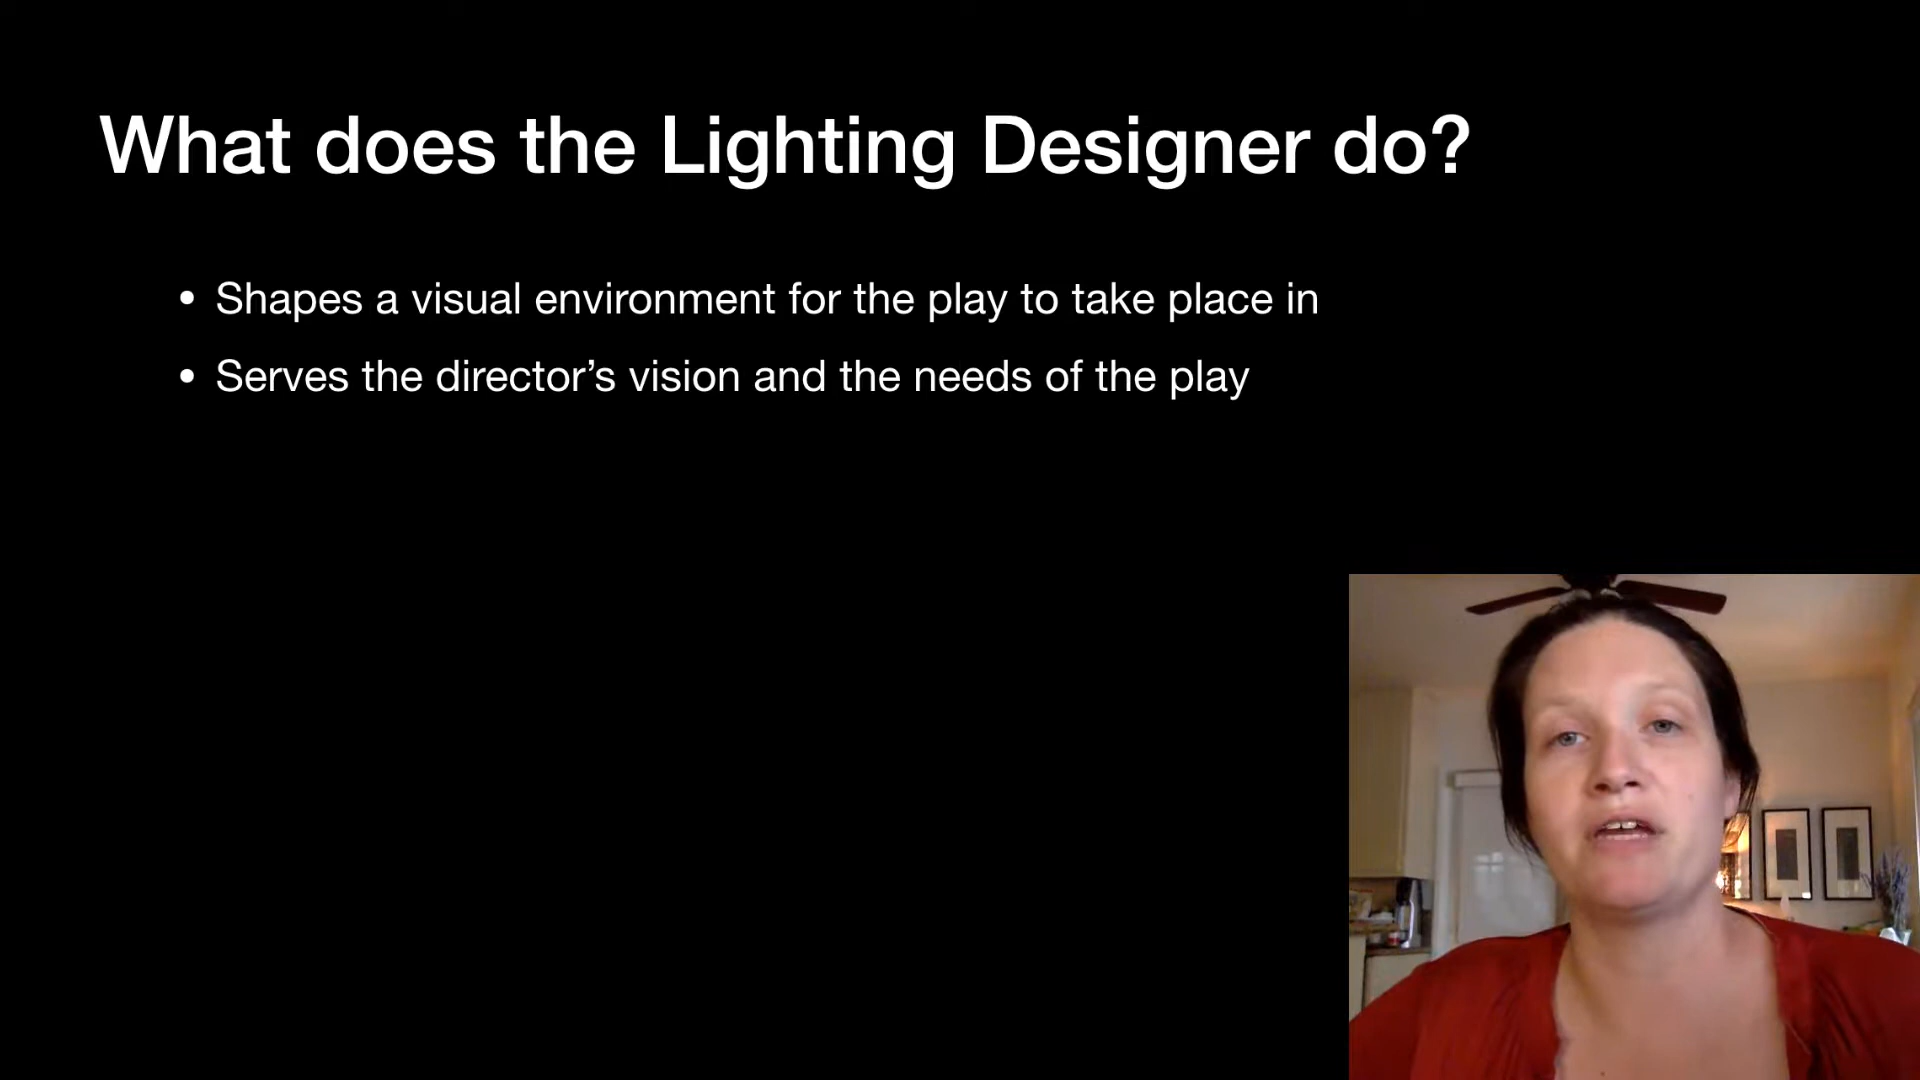 What does the Lighting Designer do?
• Shapes a visual environment for the play to take place in
• Serves the director’s vision and the needs of the play